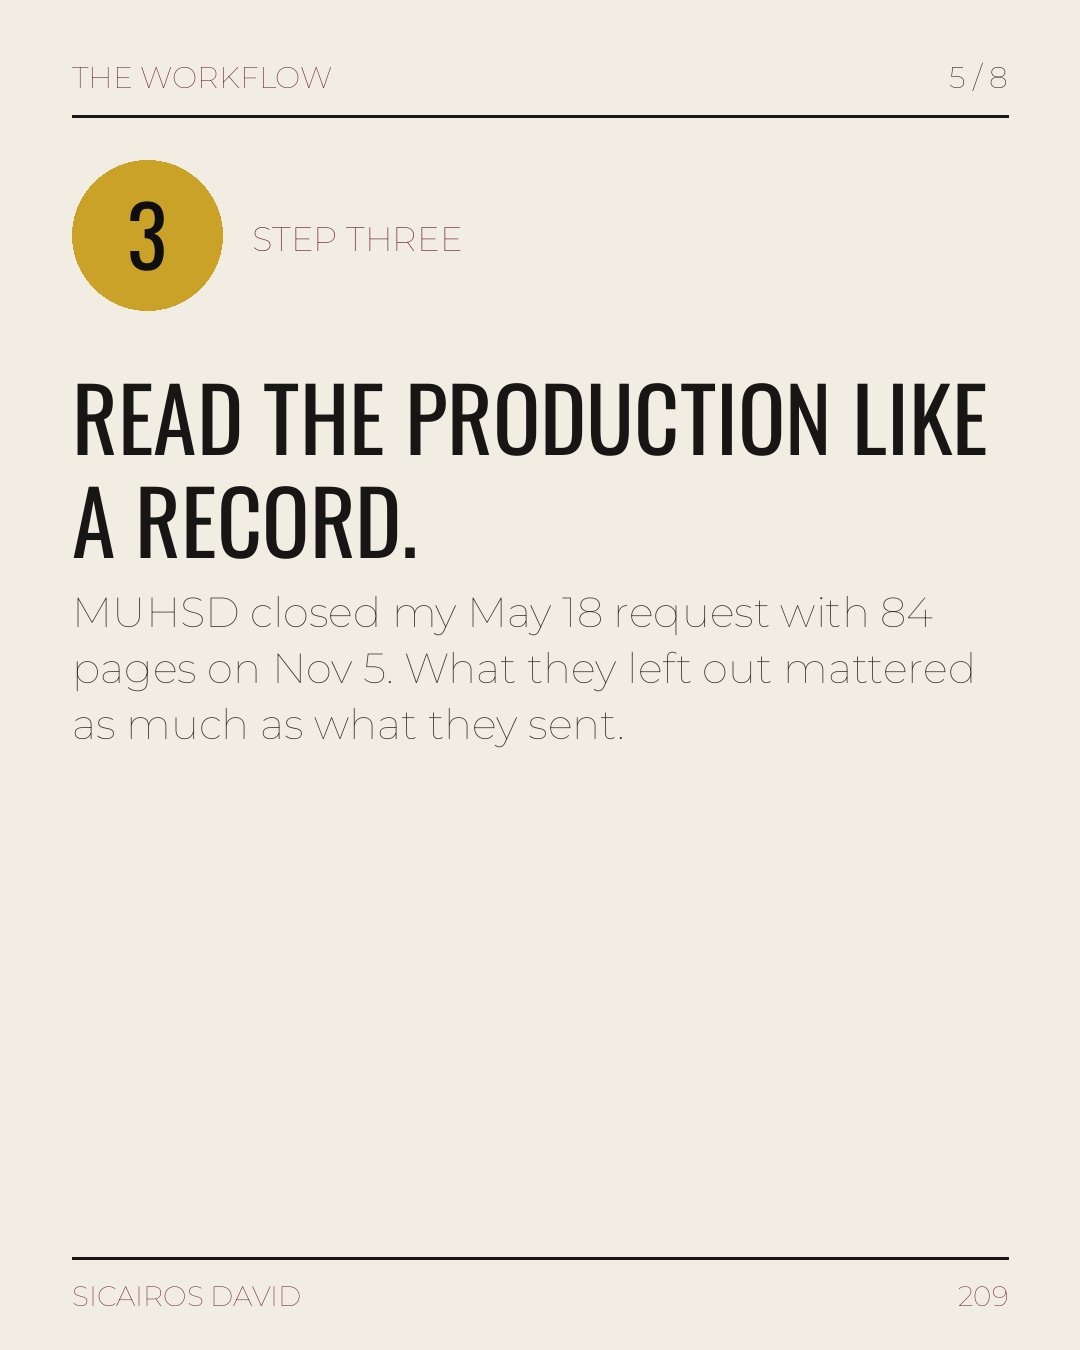 THE WORKFLOW
5 / 8
3
STEP THREE
READ THE PRODUCTION LIKE
A RECORD.
MUHSD closed my May 18 request with 84
pages on Nov 5. What they left out mattered
as much as what they sent.
SICAIROS DAVID
209